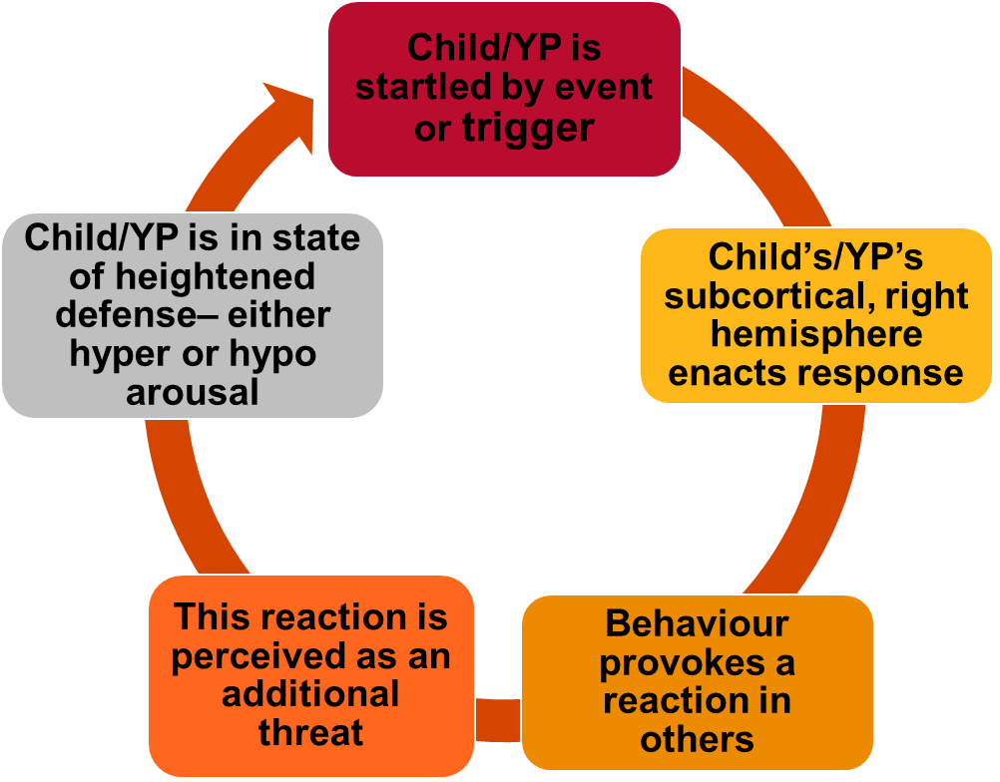 Child/YP is
startled by event
or trigger
Child's/YP's
subcortical, right
hemisphere
enacts response
Behaviour
provokes a
reaction in
others
This reaction is
perceived as an
additional
threat
Child/YP is in state
of heightened
defense– either
hyper or hypo
arousal